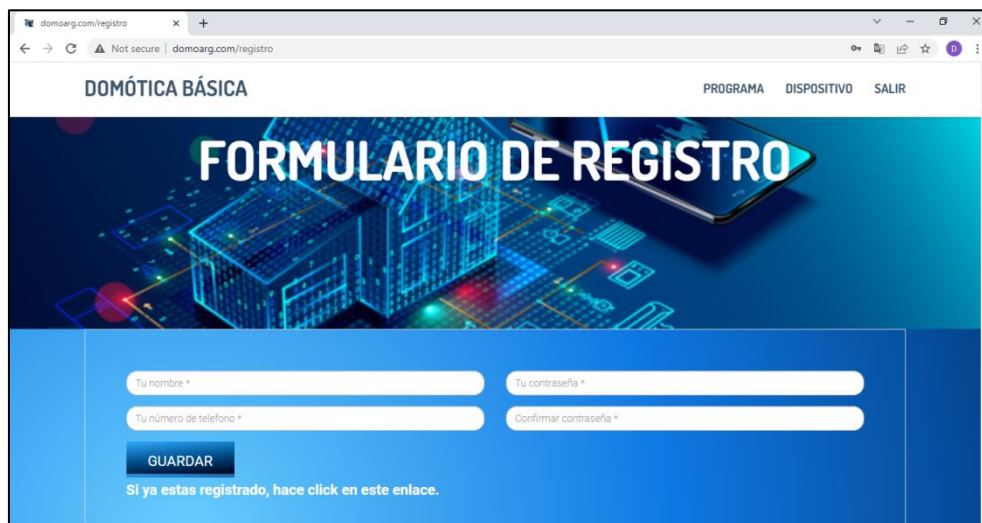 domoarg.com/registro
Not secure | domoarg.com/registro
D
DOMÓTICA BÁSICA
PROGRAMA DISPOSITIVO SALIR
FORMULARIO DE REGISTRO
Tu nombre * Tu contraseña *
Tu número de telefono * Confirmar contraseña *
GUARDAR
Si ya estas registrado, hace click en este enlace.